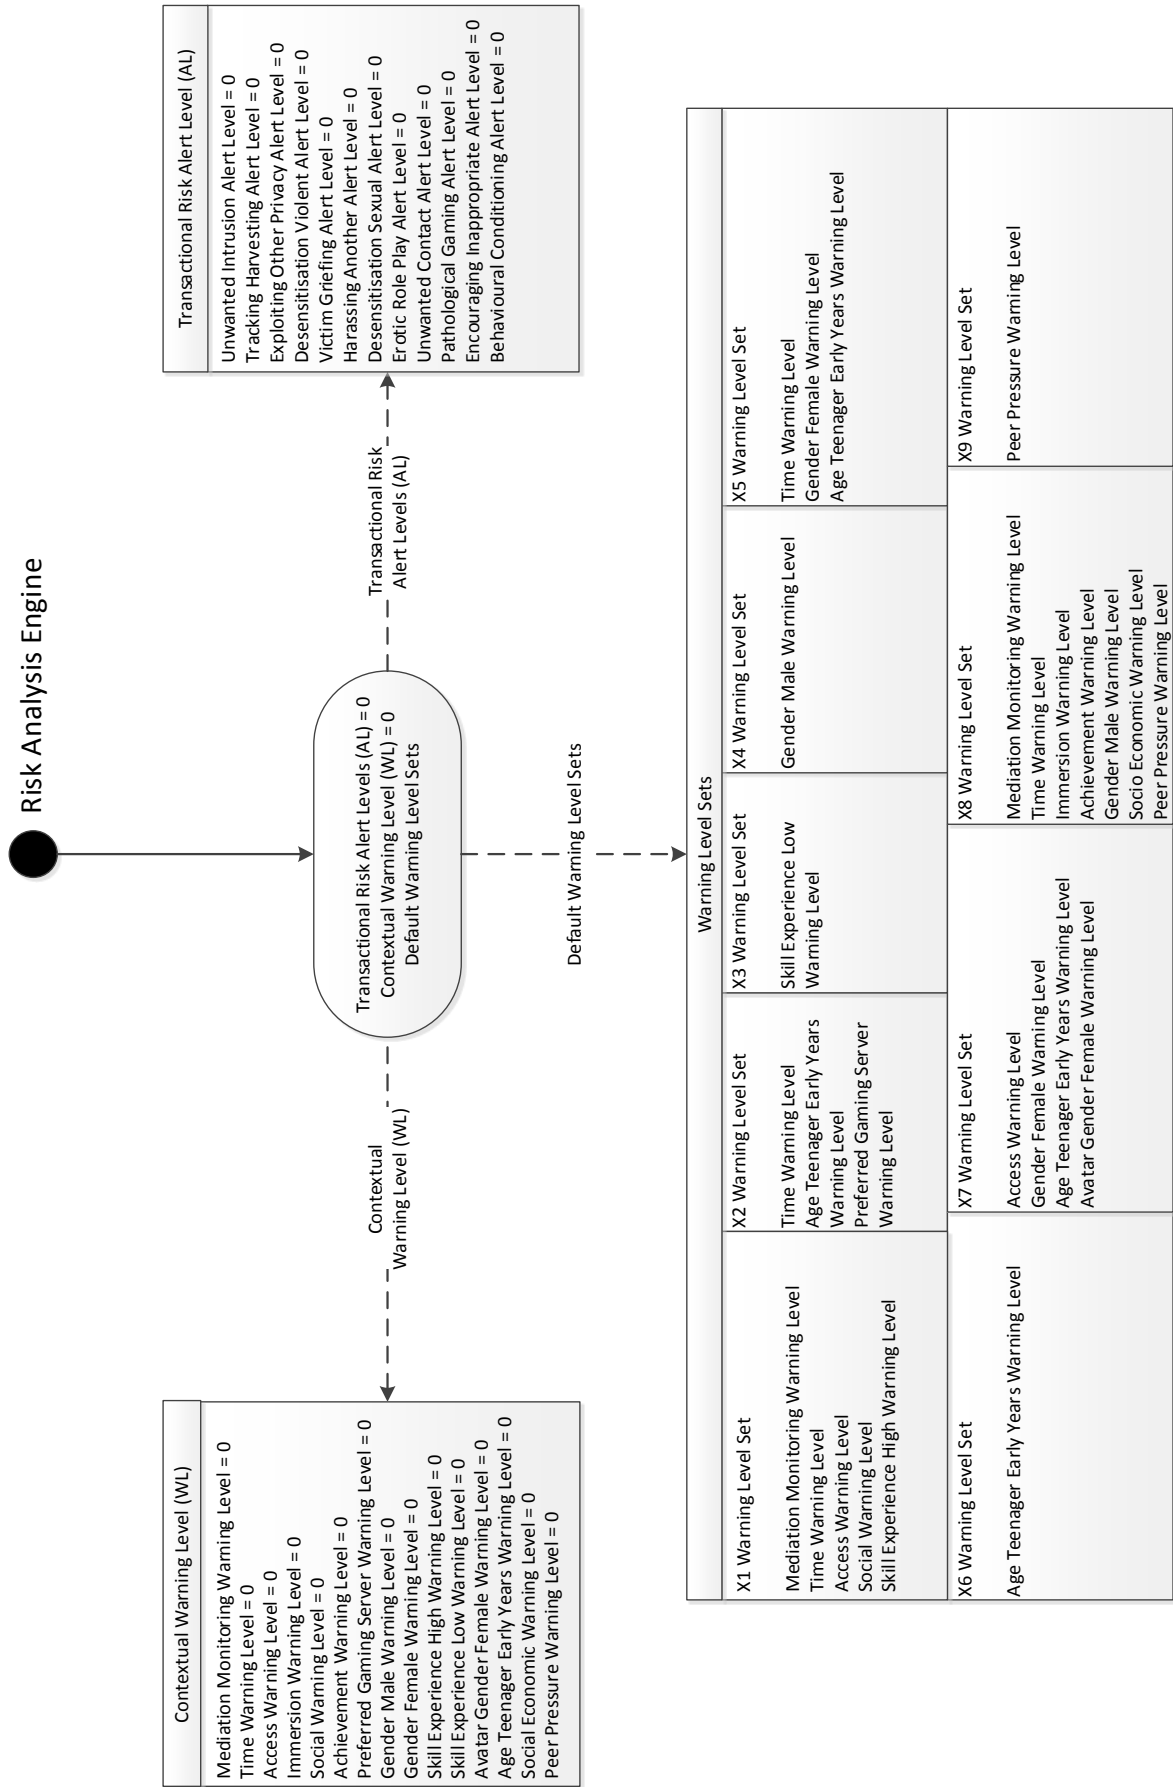 Risk Analysis Engine
Contextual Warning Level (WL)
Mediation Monitoring Warning Level = 0
Time Warning Level = 0
Access Warning Level = 0
Immersion Warning Level = 0
Social Warning Level = 0
Achievement Warning Level = 0
Preferred Gaming Server Warning Level = 0
Gender Male Warning Level = 0
Gender Female Warning Level = 0
Skill Experience High Warning Level = 0
Skill Experience Low Warning Level = 0
Avatar Gender Female Warning Level = 0
Age Teenager Early Years Warning Level = 0
Social Economic Warning Level = 0
Peer Pressure Warning Level = 0
Contextual
Warning Level (WL)
Transactional Risk Alert Levels (AL) = 0
Contextual Warning Level (WL) = 0
Default Warning Level Sets
Transactional Risk
Alert Levels (AL)
Transactional Risk Alert Level (AL)
Unwanted Intrusion Alert Level = 0
Tracking Harvesting Alert Level = 0
Exploiting Other Privacy Alert Level = 0
Desensitisation Violent Alert Level = 0
Victim Griefing Alert Level = 0
Harassing Another Alert Level = 0
Desensitisation Sexual Alert Level = 0
Erotic Role Play Alert Level = 0
Unwanted Contact Alert Level = 0
Pathological Gaming Alert Level = 0
Encouraging Inappropriate Alert Level = 0
Behavioural Conditioning Alert Level = 0
Default Warning Level Sets
Warning Level Sets
X1 Warning Level Set
Mediation Monitoring Warning Level
Time Warning Level
Access Warning Level
Social Warning Level
Skill Experience High Warning Level
X2 Warning Level Set
Time Warning Level
Age Teenager Early Years
Warning Level
Preferred Gaming Server
Warning Level
X3 Warning Level Set
Skill Experience Low
Warning Level
X4 Warning Level Set
Gender Male Warning Level
X5 Warning Level Set
Time Warning Level
Gender Female Warning Level
Age Teenager Early Years Warning Level
X6 Warning Level Set
Age Teenager Early Years Warning Level
X7 Warning Level Set
Access Warning Level
Gender Female Warning Level
Age Teenager Early Years Warning Level
Avatar Gender Female Warning Level
X8 Warning Level Set
Mediation Monitoring Warning Level
Time Warning Level
Immersion Warning Level
Achievement Warning Level
Gender Male Warning Level
Socio Economic Warning Level
Peer Pressure Warning Level
X9 Warning Level Set
Peer Pressure Warning Level